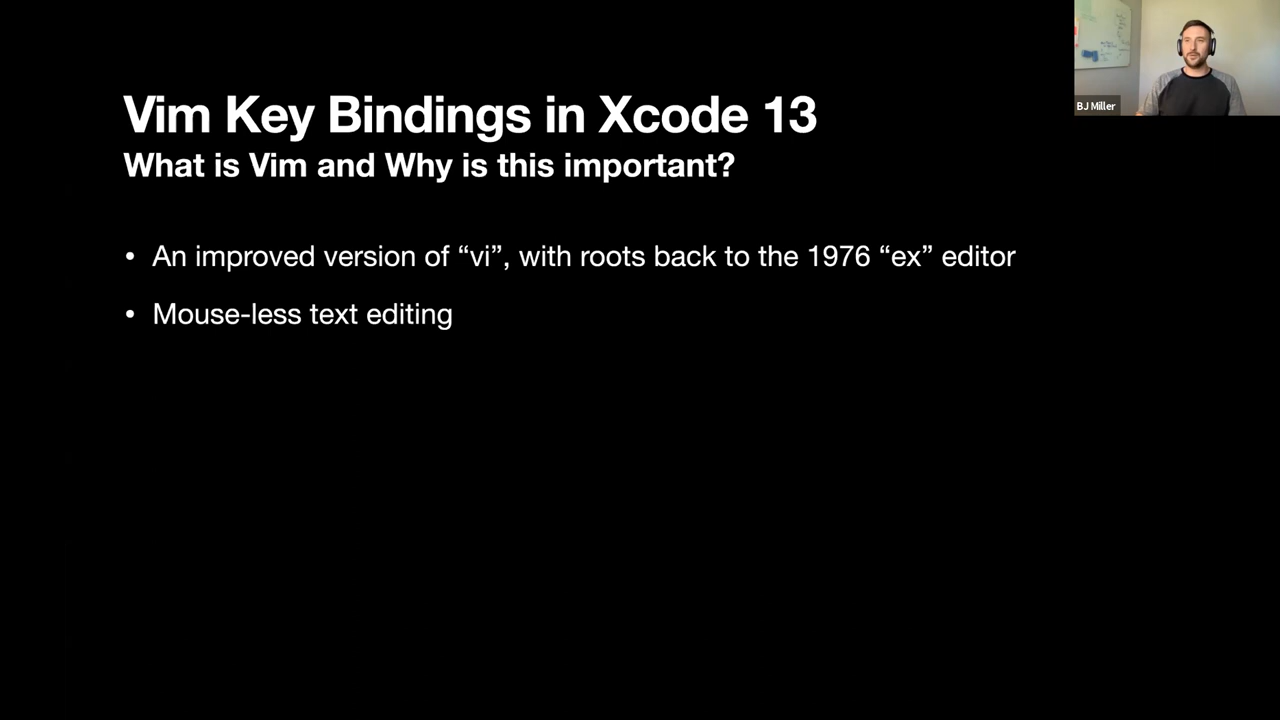 Vim Key Bindings in Xcode 13
What is Vim and Why is this important?
• An improved version of “vi”, with roots back to the 1976 “ex” editor
• Mouse-less text editing
BJ Miller